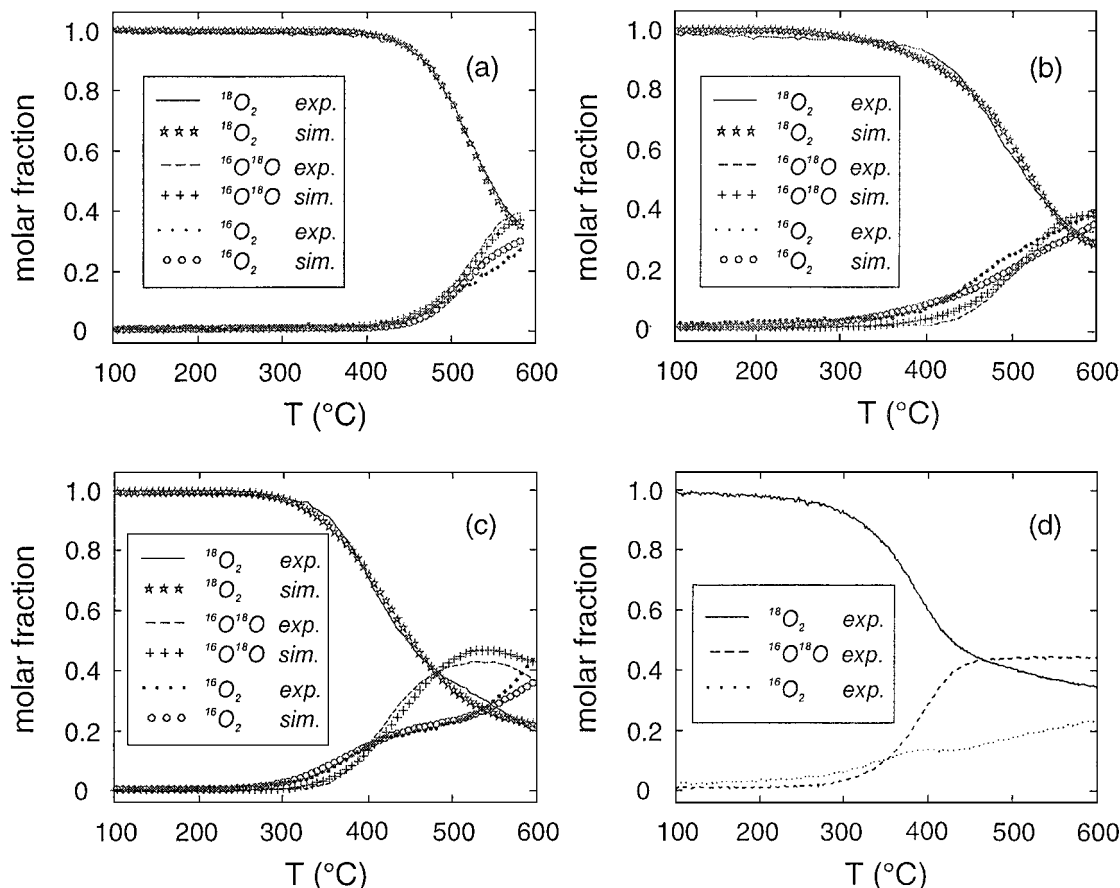 (a)
1.0
0.8
0.6
0.4
0.2
0
molar fraction
¹⁸O₂ exp.
¹⁸O₂ sim.
¹⁶O¹⁸O exp.
¹⁶O¹⁸O sim.
¹⁶O₂ exp.
¹⁶O₂ sim.
100 200 300 400 500 600
T (°C)
(b)
1.0
0.8
0.6
0.4
0.2
0
molar fraction
¹⁸O₂ exp.
¹⁸O₂ sim.
¹⁶O¹⁸O exp.
¹⁶O¹⁸O sim.
¹⁶O₂ exp.
¹⁶O₂ sim.
100 200 300 400 500 600
T (°C)
(c)
1.0
0.8
0.6
0.4
0.2
0
molar fraction
¹⁸O₂ exp.
¹⁸O₂ sim.
¹⁶O¹⁸O exp.
¹⁶O¹⁸O sim.
¹⁶O₂ exp.
¹⁶O₂ sim.
100 200 300 400 500 600
T (°C)
(d)
1.0
0.8
0.6
0.4
0.2
0
molar fraction
¹⁸O₂ exp.
¹⁶O¹⁸O exp.
¹⁶O₂ exp.
100 200 300 400 500 600
T (°C)